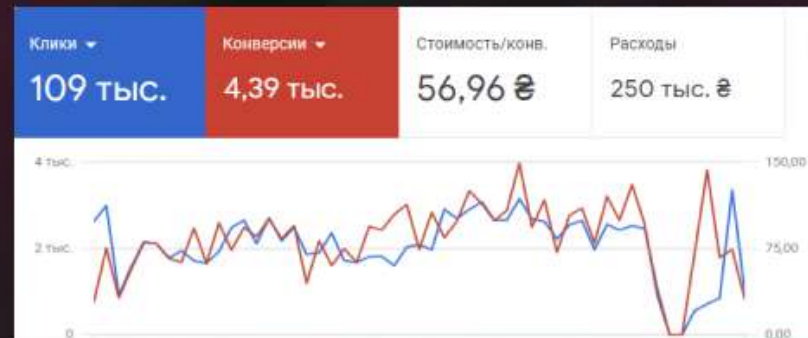 Клики
Конверсии
Стоимость/конв.
Расходы
109 тыс.
4,39 тыс.
56,96 ₴
250 тыс. ₴
4 тыс.
150,00
2 тыс.
75,00
0
0,00